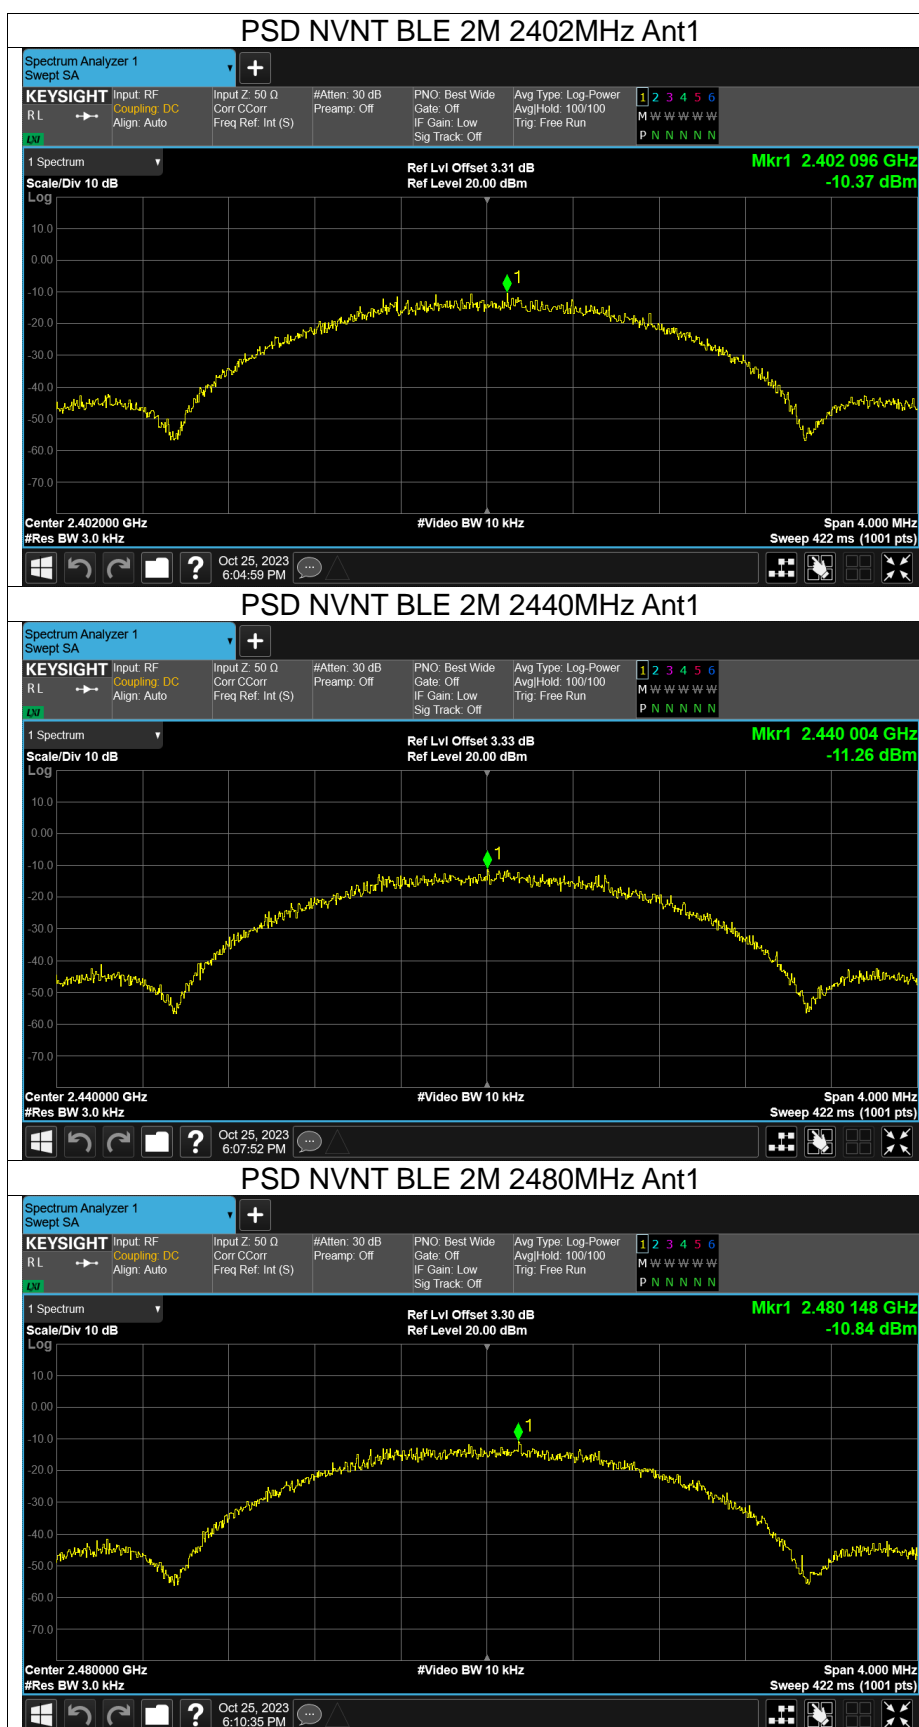 PSD NVNT BLE 2M 2402MHz Ant1
Spectrum Analyzer 1
Swept SA
+
KEYSIGHT Input: RF Input Z: 50 Ω #Atten: 30 dB PNO: Best Wide Avg Type: Log-Power 1 2 3 4 5 6
RL Coupling: DC Corr CCorr Preamp: Off Gate: Off Avg|Hold: 100/100 M W W W W W
Align: Auto Freq Ref: Int (S) IF Gain: Low Trig: Free Run
LXI Sig Track: Off P N N N N N
1 Spectrum Ref Lvl Offset 3.31 dB Mkr1 2.402 096 GHz
Scale/Div 10 dB Ref Level 20.00 dBm -10.37 dBm
Log
10.0
0.00
1
-10.0
-20.0
-30.0
-40.0
-50.0
-60.0
-70.0
Center 2.402000 GHz #Video BW 10 kHz Span 4.000 MHz
#Res BW 3.0 kHz Sweep 422 ms (1001 pts)
? Oct 25, 2023
6:04:59 PM
PSD NVNT BLE 2M 2440MHz Ant1
Spectrum Analyzer 1
Swept SA
+
KEYSIGHT Input: RF Input Z: 50 Ω #Atten: 30 dB PNO: Best Wide Avg Type: Log-Power 1 2 3 4 5 6
RL Coupling: DC Corr CCorr Preamp: Off Gate: Off Avg|Hold: 100/100 M W W W W W
Align: Auto Freq Ref: Int (S) IF Gain: Low Trig: Free Run
LXI Sig Track: Off P N N N N N
1 Spectrum Ref Lvl Offset 3.33 dB Mkr1 2.440 004 GHz
Scale/Div 10 dB Ref Level 20.00 dBm -11.26 dBm
Log
10.0
0.00
1
-10.0
-20.0
-30.0
-40.0
-50.0
-60.0
-70.0
Center 2.440000 GHz #Video BW 10 kHz Span 4.000 MHz
#Res BW 3.0 kHz Sweep 422 ms (1001 pts)
? Oct 25, 2023
6:07:52 PM
PSD NVNT BLE 2M 2480MHz Ant1
Spectrum Analyzer 1
Swept SA
+
KEYSIGHT Input: RF Input Z: 50 Ω #Atten: 30 dB PNO: Best Wide Avg Type: Log-Power 1 2 3 4 5 6
RL Coupling: DC Corr CCorr Preamp: Off Gate: Off Avg|Hold: 100/100 M W W W W W
Align: Auto Freq Ref: Int (S) IF Gain: Low Trig: Free Run
LXI Sig Track: Off P N N N N N
1 Spectrum Ref Lvl Offset 3.30 dB Mkr1 2.480 148 GHz
Scale/Div 10 dB Ref Level 20.00 dBm -10.84 dBm
Log
10.0
0.00
1
-10.0
-20.0
-30.0
-40.0
-50.0
-60.0
-70.0
Center 2.480000 GHz #Video BW 10 kHz Span 4.000 MHz
#Res BW 3.0 kHz Sweep 422 ms (1001 pts)
? Oct 25, 2023
6:10:35 PM